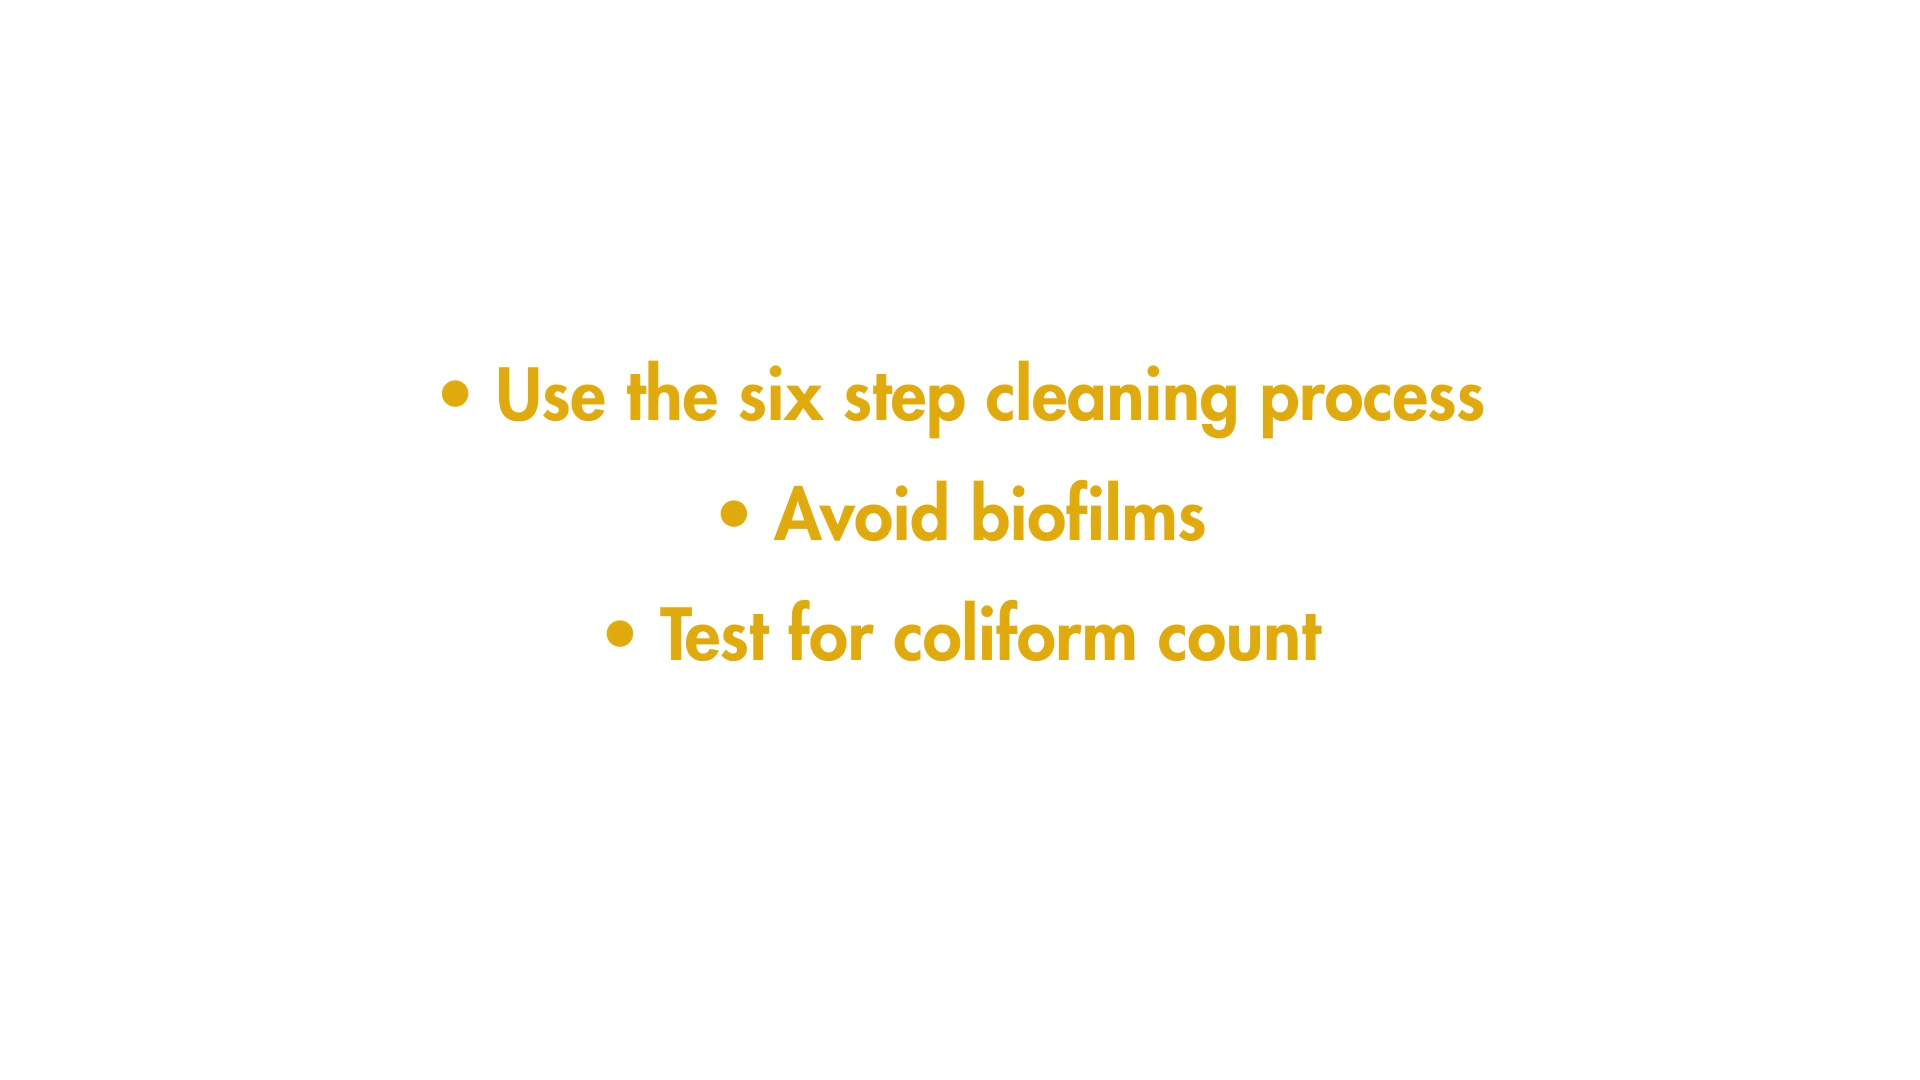 • Use the six step cleaning process
• Avoid biofilms
• Test for coliform count